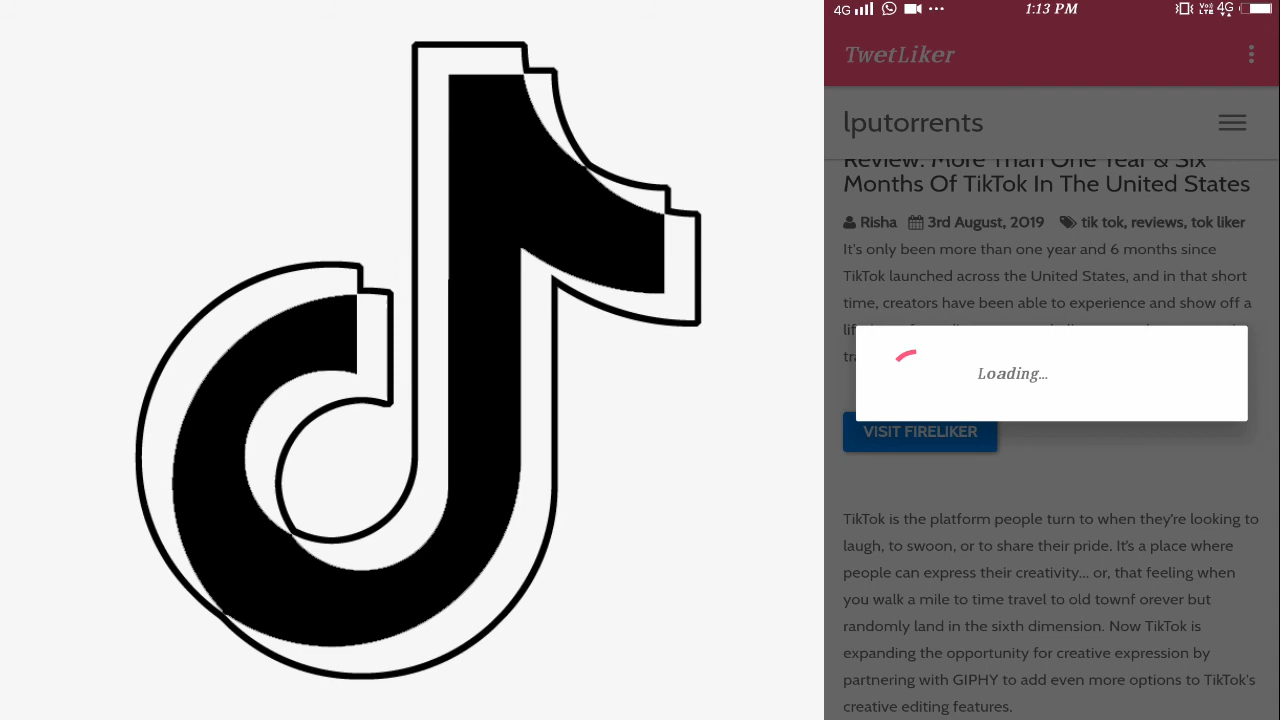 4G 1:13 PM VoI) LTE 4G
TwetLiker
lputorrents
Review: More Than One Year & Six
Months Of TikTok In The United States
Risha 3rd August, 2019 tik tok, reviews, tok liker
It's only been more than one year and 6 months since
TikTok launched across the United States, and in that short
time, creators have been able to experience and show off a
Loading...
VISIT FIRELIKER
TikTok is the platform people turn to when they're looking to
laugh, to swoon, or to share their pride. It's a place where
people can express their creativity... or, that feeling when
you walk a mile to time travel to old townf orever but
randomly land in the sixth dimension. Now TikTok is
expanding the opportunity for creative expression by
partnering with GIPHY to add even more options to TikTok's
creative editing features.